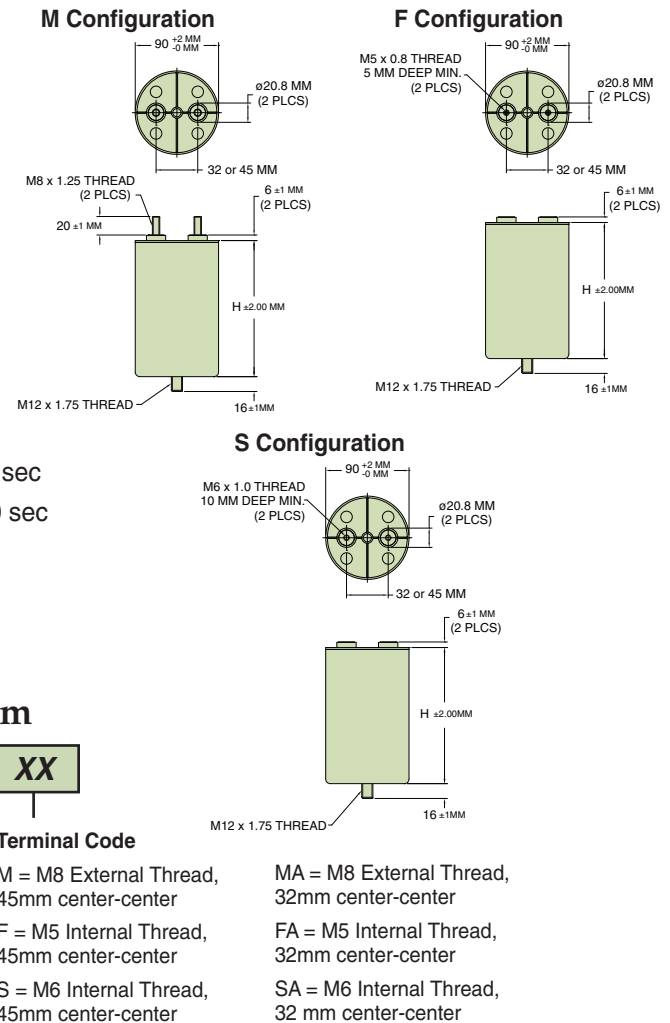 M Configuration
90 +2 MM -0 MM
ø20.8 MM
(2 PLCS)
32 or 45 MM
M8 x 1.25 THREAD
(2 PLCS)
6 ±1 MM
(2 PLCS)
20 ±1 MM
H ±2.00 MM
M12 x 1.75 THREAD
16±1MM
F Configuration
90 +2 MM -0 MM
M5 x 0.8 THREAD
5 MM DEEP MIN.
(2 PLCS)
ø20.8 MM
(2 PLCS)
32 or 45 MM
6±1 MM
(2 PLCS)
H ±2.00MM
M12 x 1.75 THREAD
16 ±1MM
sec
sec
S Configuration
90 +2 MM -0 MM
M6 x 1.0 THREAD
10 MM DEEP MIN.
(2 PLCS)
ø20.8 MM
(2 PLCS)
32 or 45 MM
6±1 MM
(2 PLCS)
H ±2.00MM
M12 x 1.75 THREAD
16 ±1MM
m
XX
Terminal Code
M = M8 External Thread,
45mm center-center
F = M5 Internal Thread,
45mm center-center
S = M6 Internal Thread,
45mm center-center
MA = M8 External Thread,
32mm center-center
FA = M5 Internal Thread,
32mm center-center
SA = M6 Internal Thread,
32 mm center-center